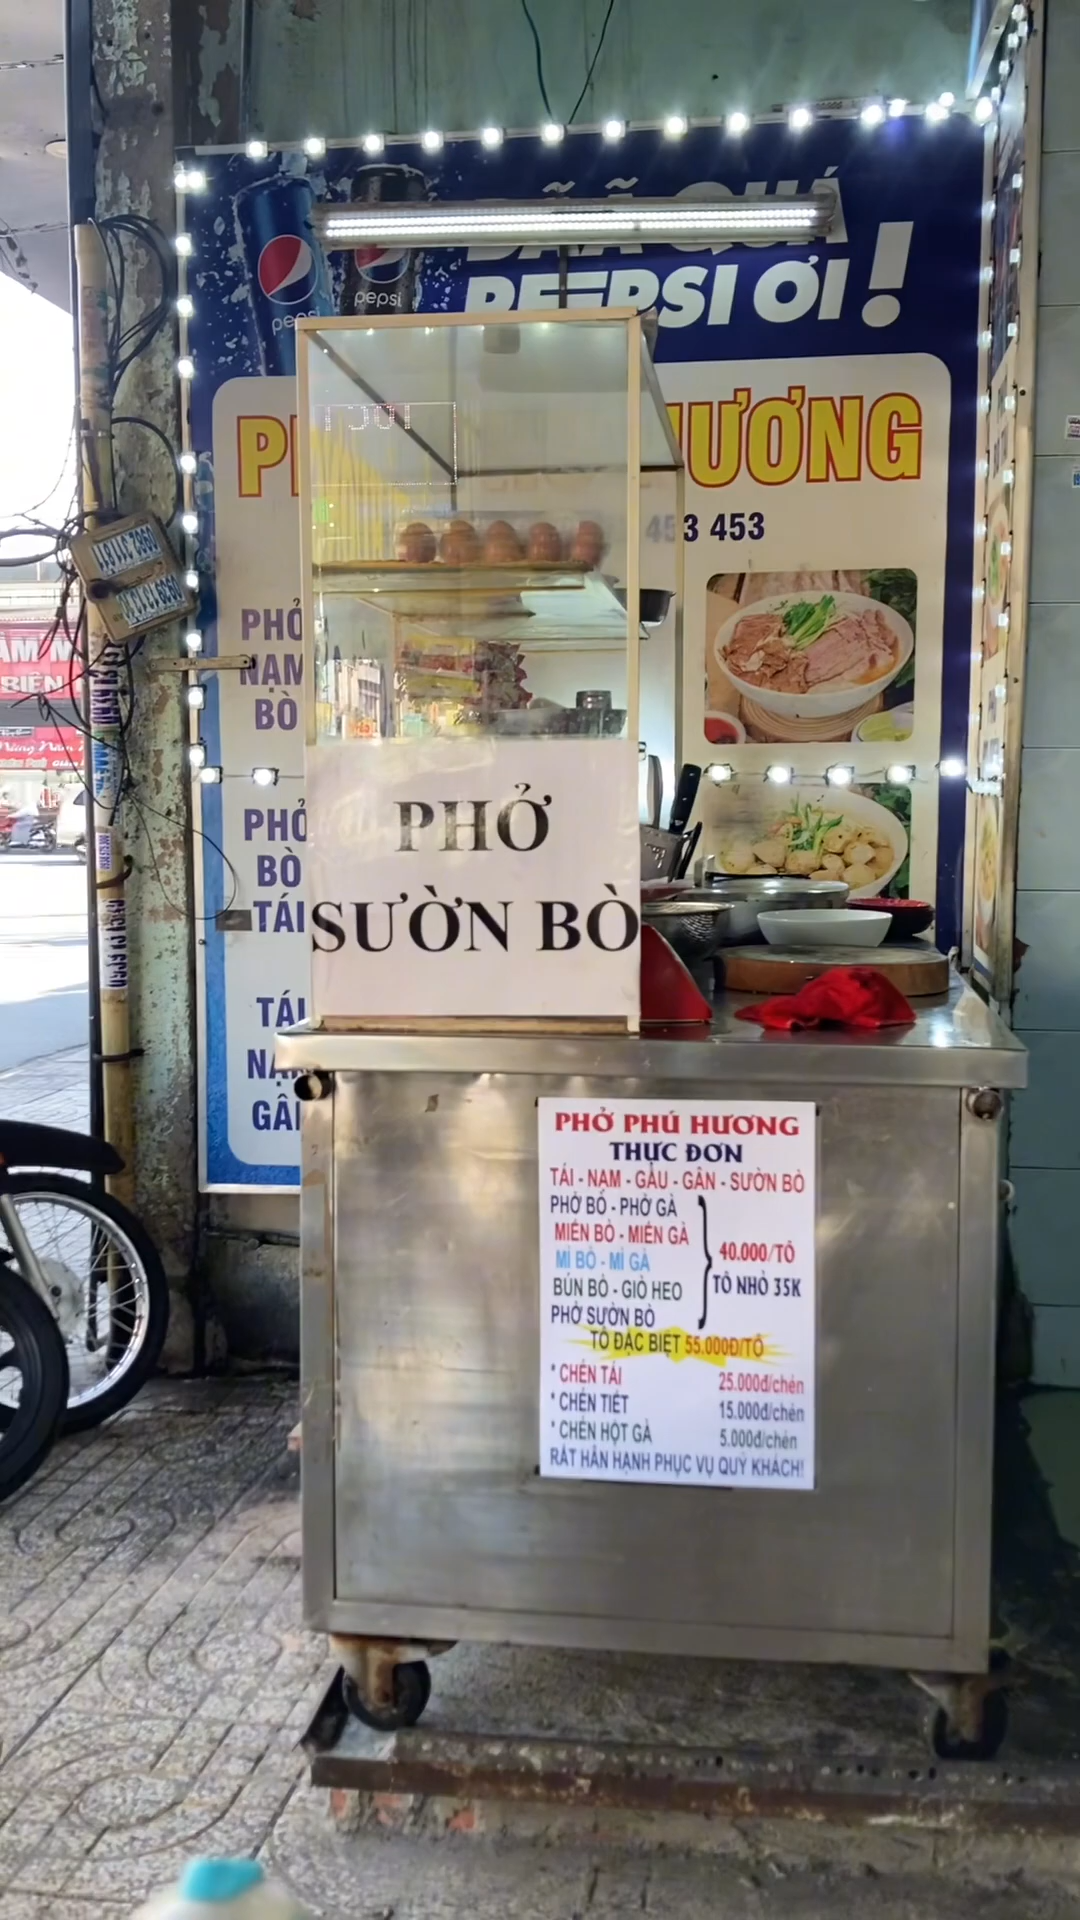 pepsi
pepsi
QUÁ
PEPSI ƠI!
HƯƠNG
453 453
PHỞ
NẠM
BÒ
PHỞ
BÒ
TÁI
TÁI
PHỞ
SƯỜN BÒ
PHỞ PHÚ HƯƠNG
THỰC ĐƠN
TÁI - NẠM - GẦU - GÂN - SƯỜN BÒ
PHỞ BÒ - PHỞ GÀ
MIẾN BÒ - MIẾN GÀ
MÌ BÒ - MÌ GÀ
BÚN BÒ - GIÒ HEO
PHỞ SƯỜN BÒ
40.000/TÔ
TÔ NHỎ 35K
TÔ ĐẶC BIỆT 55.000Đ/TÔ
* CHÉN TÁI 25.000đ/chén
* CHÉN TIẾT 15.000đ/chén
* CHÉN HỘT GÀ 5.000đ/chén
RẤT HÂN HẠNH PHỤC VỤ QUÝ KHÁCH!